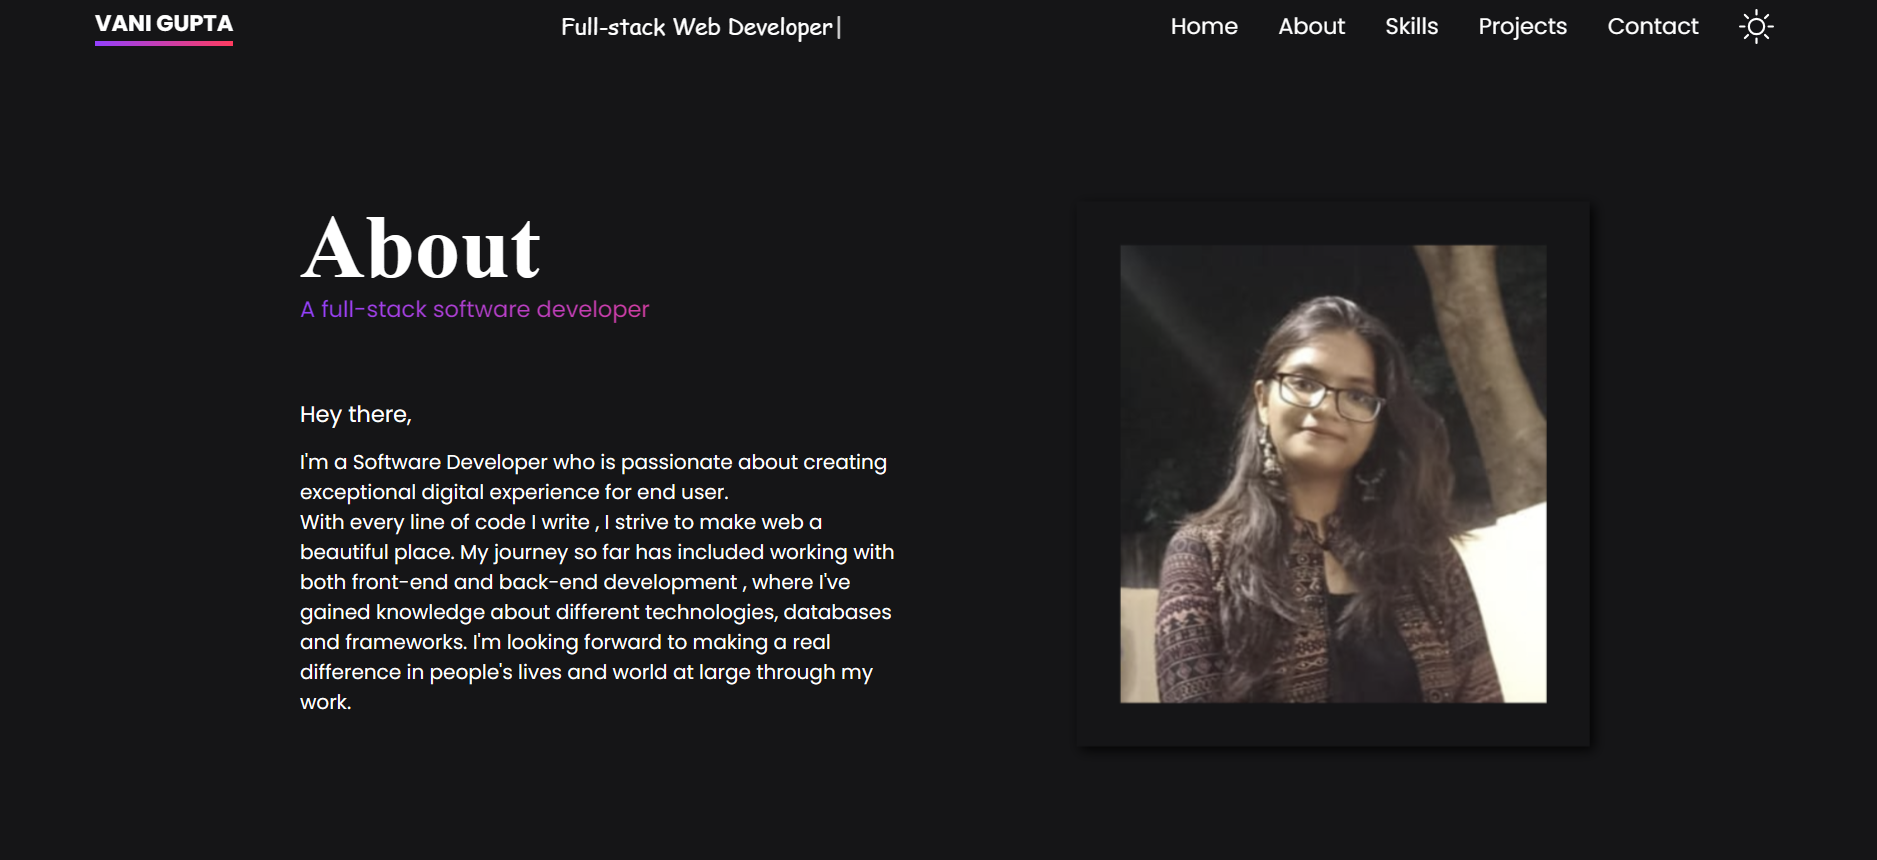 VANI GUPTA
Full-stack Web Developer|
Home About Skills Projects Contact
About
A full-stack software developer
Hey there,
I'm a Software Developer who is passionate about creating
exceptional digital experience for end user.
With every line of code I write , I strive to make web a
beautiful place. My journey so far has included working with
both front-end and back-end development , where I've
gained knowledge about different technologies, databases
and frameworks. I'm looking forward to making a real
difference in people's lives and world at large through my
work.